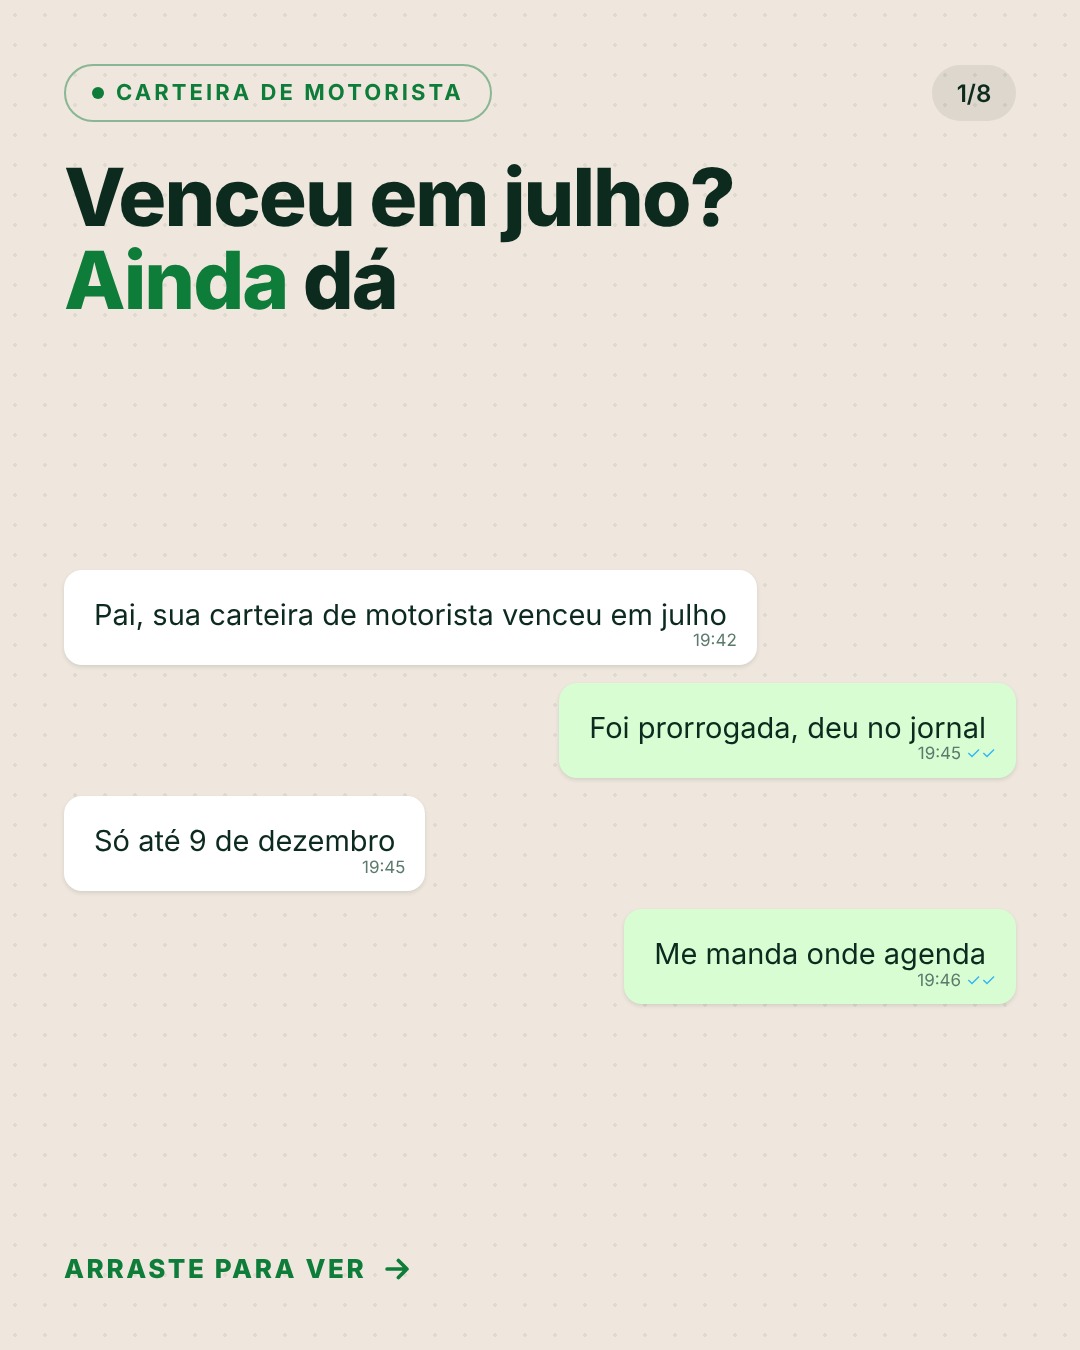 CARTEIRA DE MOTORISTA
1/8
Venceu em julho?
Ainda dá
Pai, sua carteira de motorista venceu em julho
19:42
Foi prorrogada, deu no jornal
19:45
Só até 9 de dezembro
19:45
Me manda onde agenda
19:46
ARRASTE PARA VER →